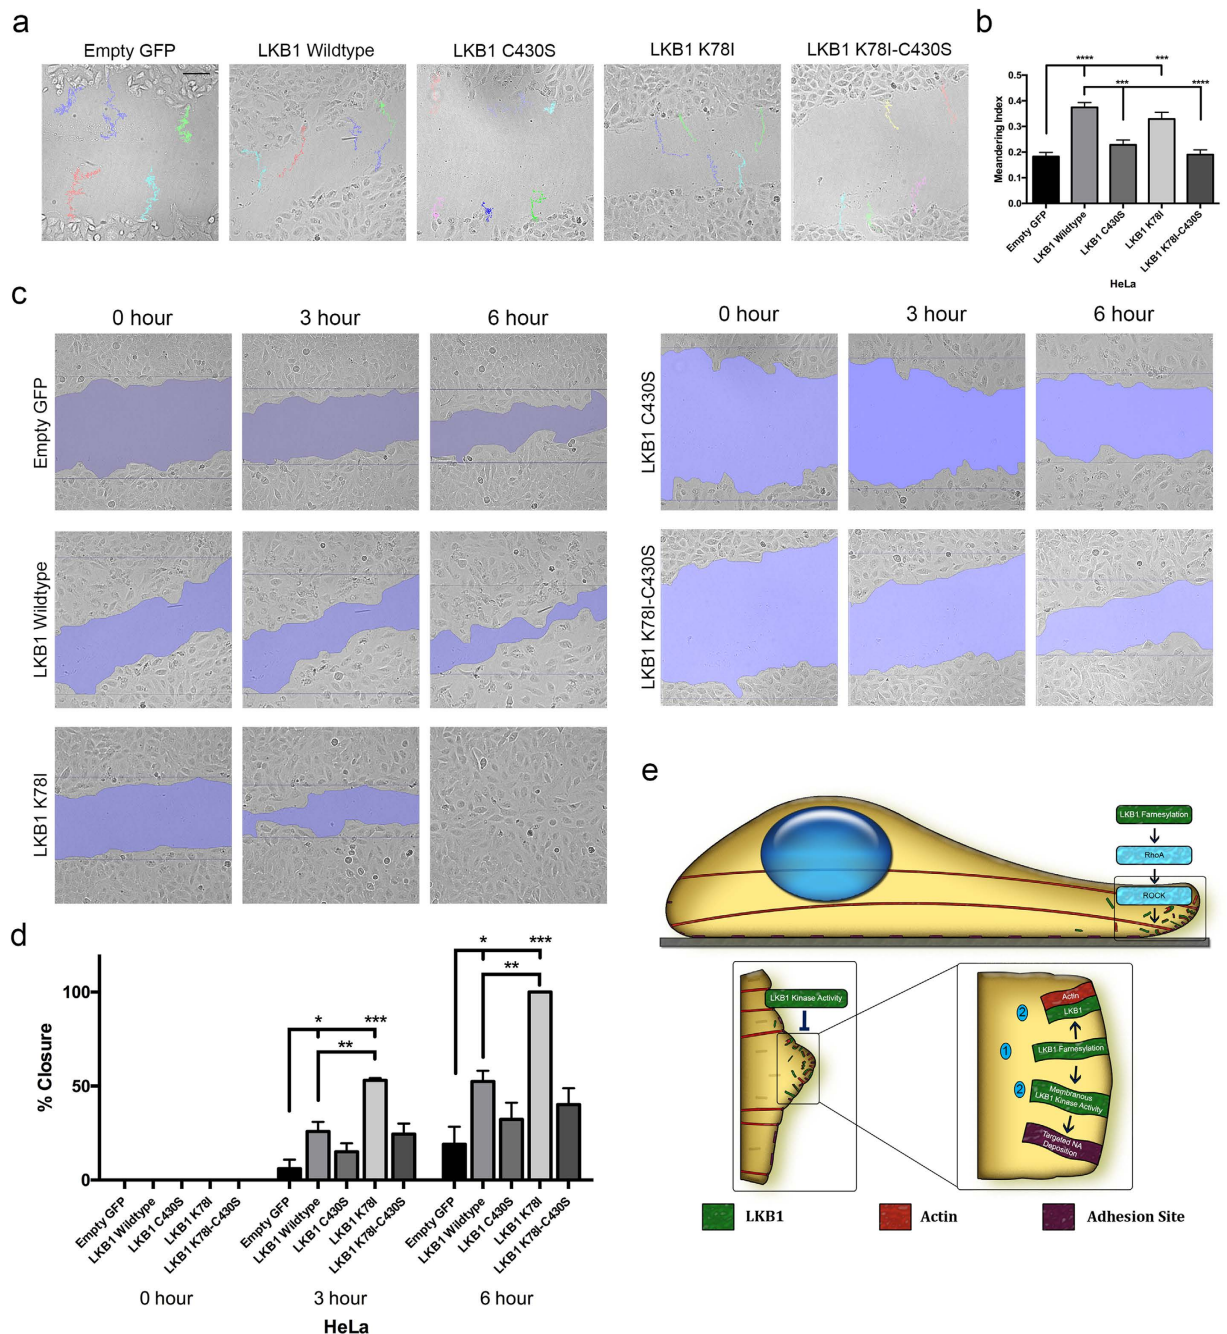 a
Empty GFP
LKB1 Wildtype
LKB1 C430S
LKB1 K78I
LKB1 K78I-C430S
b
****
***
***
****
Meandering Index
0.5
0.4
0.3
0.2
0.1
0.0
Empty GFP
LKB1 Wildtype
LKB1 C430S
LKB1 K78I
LKB1 K78I-C430S
HeLa
c
0 hour
3 hour
6 hour
Empty GFP
LKB1 Wildtype
LKB1 K78I
0 hour
3 hour
6 hour
LKB1 C430S
LKB1 K78I-C430S
d
% Closure
100
50
0
*
***
**
*
***
**
Empty GFP
LKB1 Wildtype
LKB1 C430S
LKB1 K78I
LKB1 K78I-C430S
Empty GFP
LKB1 Wildtype
LKB1 C430S
LKB1 K78I
LKB1 K78I-C430S
Empty GFP
LKB1 Wildtype
LKB1 C430S
LKB1 K78I
LKB1 K78I-C430S
0 hour
3 hour
6 hour
HeLa
e
LKB1 Farnesylation
RhoA
ROCK
LKB1 Kinase Activity
2
Actin
LKB1
1
LKB1 Farnesylation
2
Membranous
LKB1 Kinase Activity
Targeted NA
Deposition
LKB1
Actin
Adhesion Site